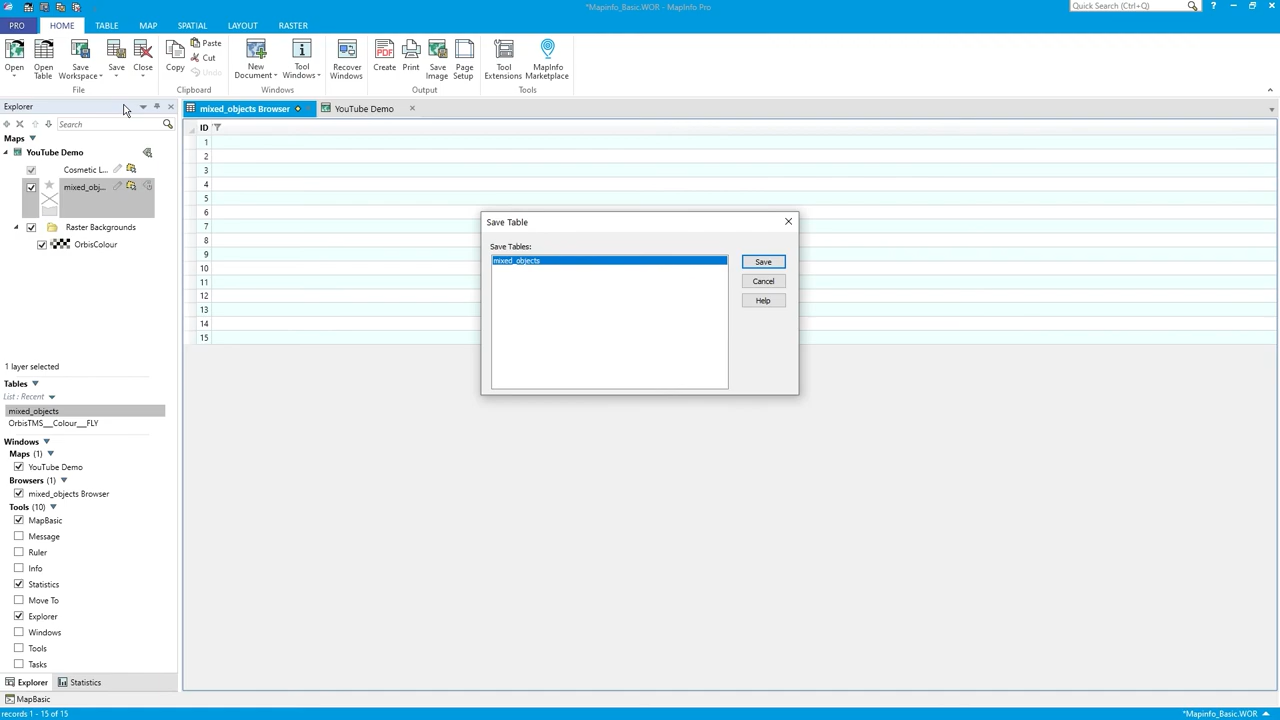 *Mapinfo_Basic.WOR - MapInfo Pro
Quick Search (Ctrl+Q)
PRO HOME TABLE MAP SPATIAL LAYOUT RASTER
Open
Open Table
Save Workspace
Save
Close
File
Copy
Paste
Cut
Undo
Clipboard
New Document
Tool Windows
Windows
Recover Windows
Create
Print
Save Image
Page Setup
Output
Tool Extensions
MapInfo Marketplace
Tools
Explorer
Search
Maps
YouTube Demo
Cosmetic L...
mixed_obj...
Raster Backgrounds
OrbisColour
1 layer selected
Tables
List : Recent
mixed_objects
OrbisTMS__Colour__FLY
Windows
Maps (1)
YouTube Demo
Browsers (1)
mixed_objects Browser
Tools (10)
MapBasic
Message
Ruler
Info
Statistics
Move To
Explorer
Windows
Tools
Tasks
Explorer Statistics
MapBasic
mixed_objects Browser YouTube Demo
ID
1
2
3
4
5
6
7
8
9
10
11
12
13
14
15
Save Table
Save Tables:
mixed_objects
Save
Cancel
Help
records 1 - 15 of 15
*Mapinfo_Basic.WOR